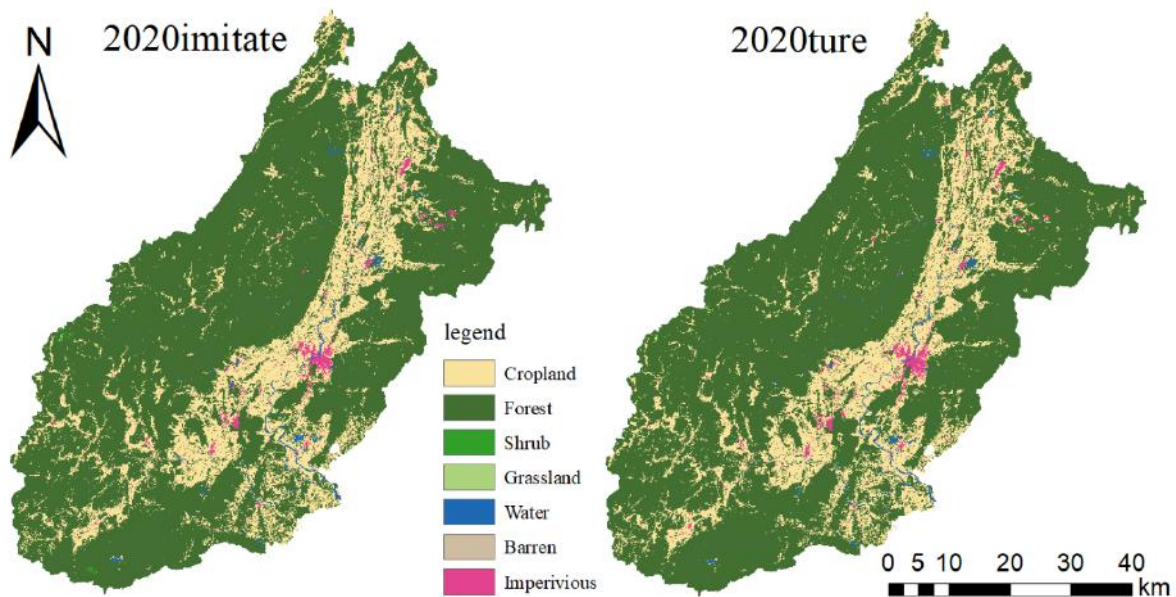 N
2020imitate
2020ture
legend
Cropland
Forest
Shrub
Grassland
Water
Barren
Imperivious
0 5 10 20 30 40
km